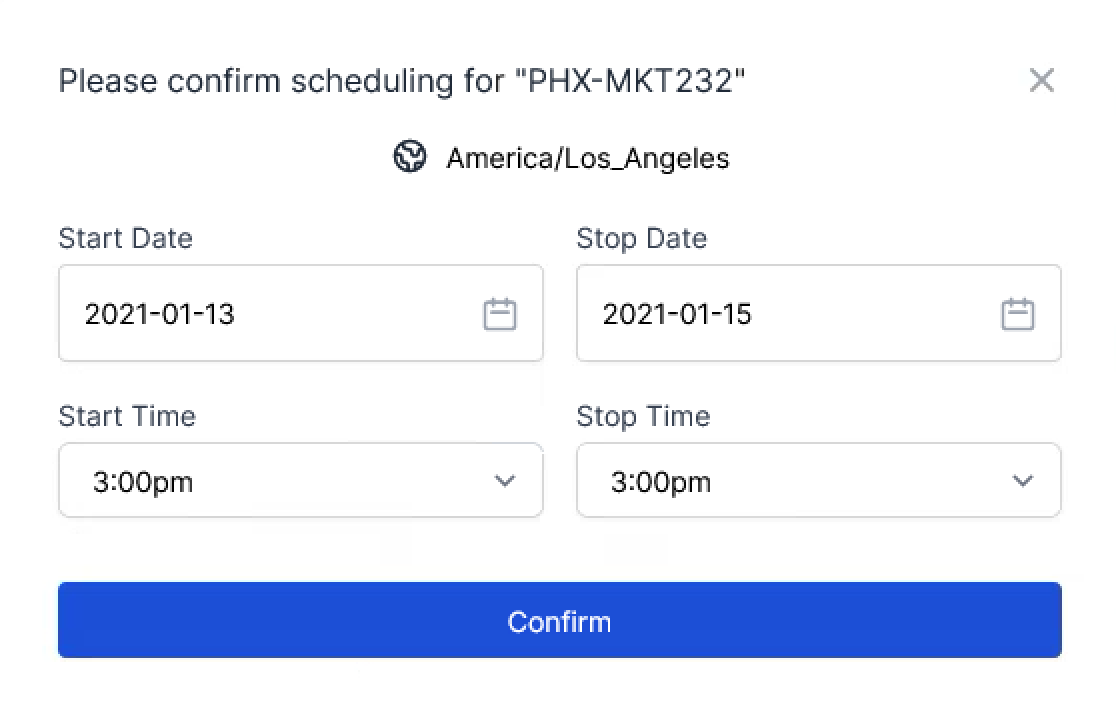 Please confirm scheduling for "PHX-MKT232"
America/Los_Angeles
Start Date
Stop Date
2021-01-13
2021-01-15
Start Time
Stop Time
3:00pm
3:00pm
Confirm